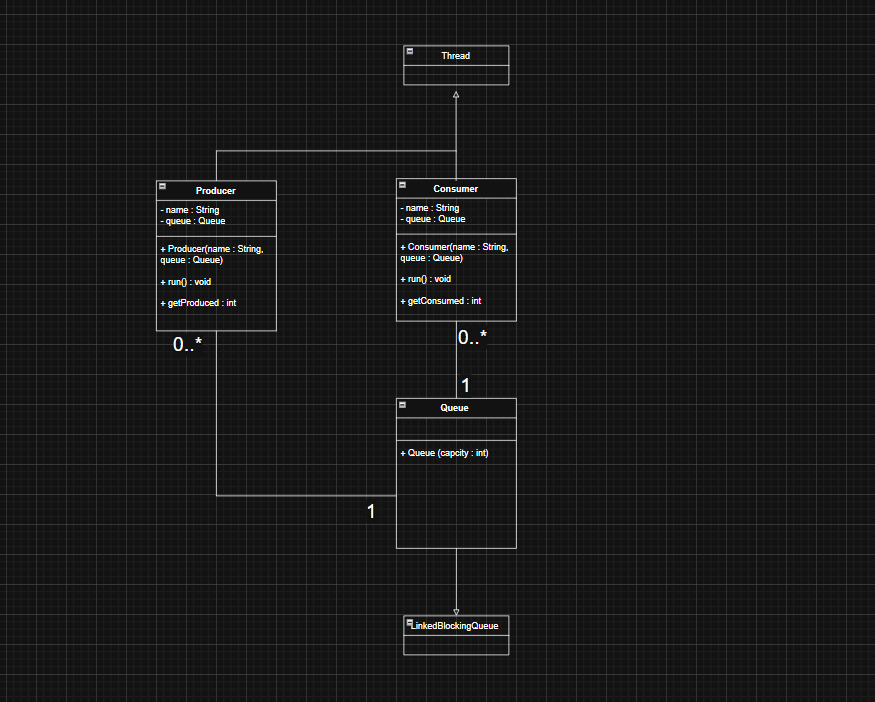 Thread
Producer
- name : String
- queue : Queue
+ Producer(name : String,
queue : Queue)
+ run() : void
+ getProduced : int
0..*
Consumer
- name : String
- queue : Queue
+ Consumer(name : String,
queue : Queue)
+ run() : void
+ getConsumed : int
0..*
1
Queue
+ Queue (capcity : int)
1
LinkedBlockingQueue